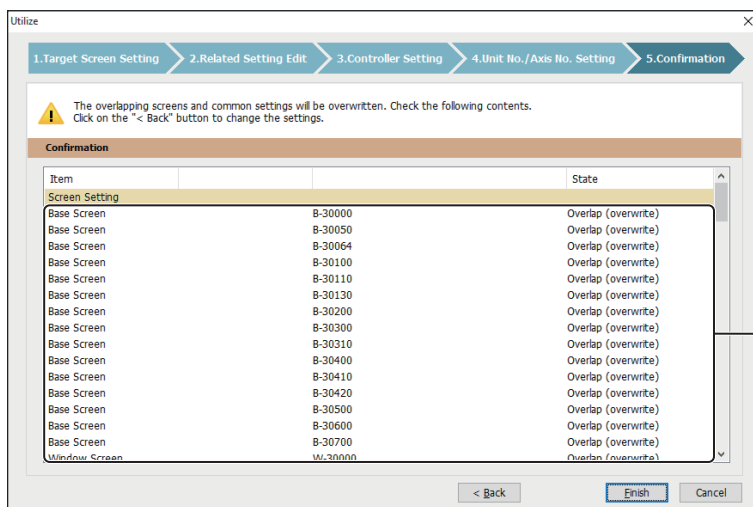 Utilize
1.Target Screen Setting 2.Related Setting Edit 3.Controller Setting 4.Unit No./Axis No. Setting 5.Confirmation
The overlapping screens and common settings will be overwritten. Check the following contents.
Click on the "< Back" button to change the settings.
Confirmation
Item State
Screen Setting
Base Screen B-30000 Overlap (overwrite)
Base Screen B-30050 Overlap (overwrite)
Base Screen B-30064 Overlap (overwrite)
Base Screen B-30100 Overlap (overwrite)
Base Screen B-30110 Overlap (overwrite)
Base Screen B-30130 Overlap (overwrite)
Base Screen B-30200 Overlap (overwrite)
Base Screen B-30300 Overlap (overwrite)
Base Screen B-30310 Overlap (overwrite)
Base Screen B-30400 Overlap (overwrite)
Base Screen B-30410 Overlap (overwrite)
Base Screen B-30420 Overlap (overwrite)
Base Screen B-30500 Overlap (overwrite)
Base Screen B-30600 Overlap (overwrite)
Base Screen B-30700 Overlap (overwrite)
Window Screen W-30000 Overlap (overwrite)
< Back Finish Cancel